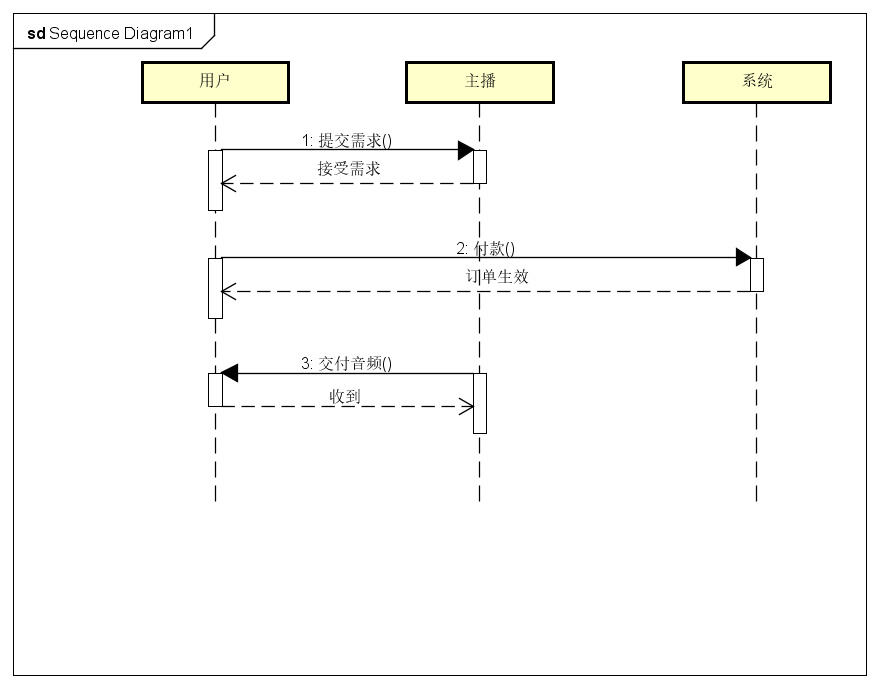 sd Sequence Diagram1
用户
主播
系统
1: 提交需求()
接受需求
2: 付款()
订单生效
3: 交付音频()
收到